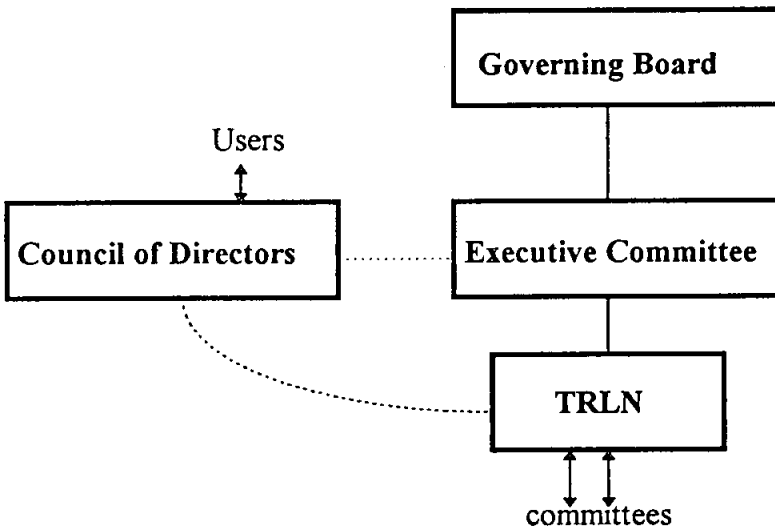 Governing Board
Users
Council of Directors
Executive Committee
TRLN
committees